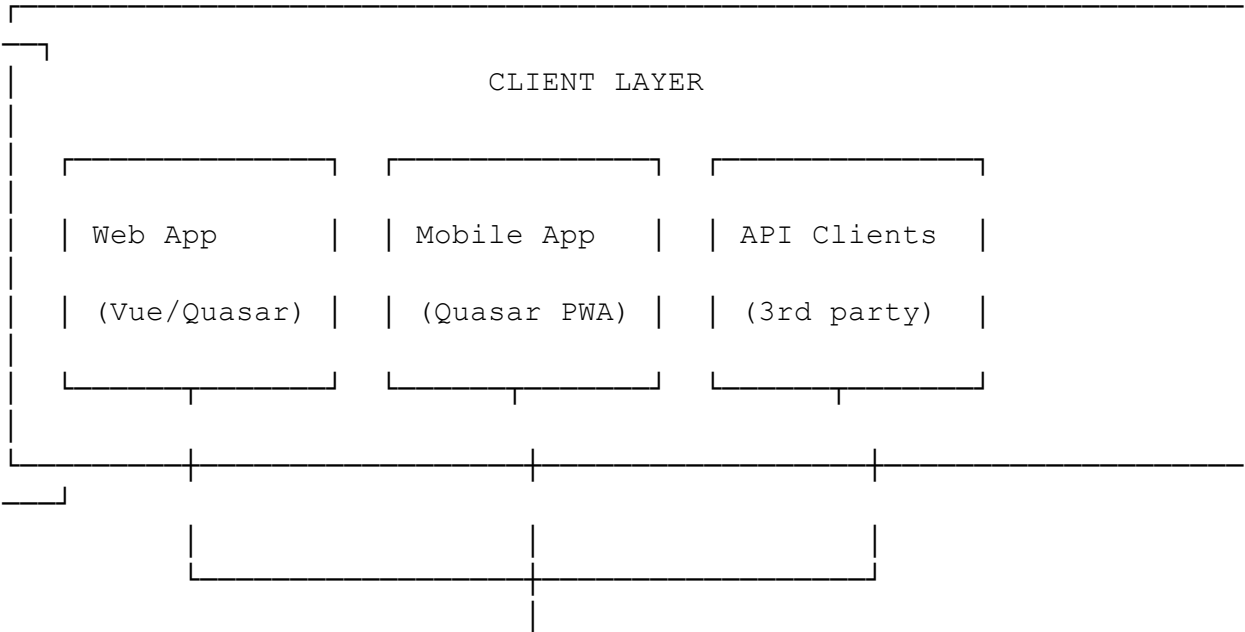 CLIENT LAYER
Web App Mobile App API Clients
(Vue/Quasar) (Quasar PWA) (3rd party)